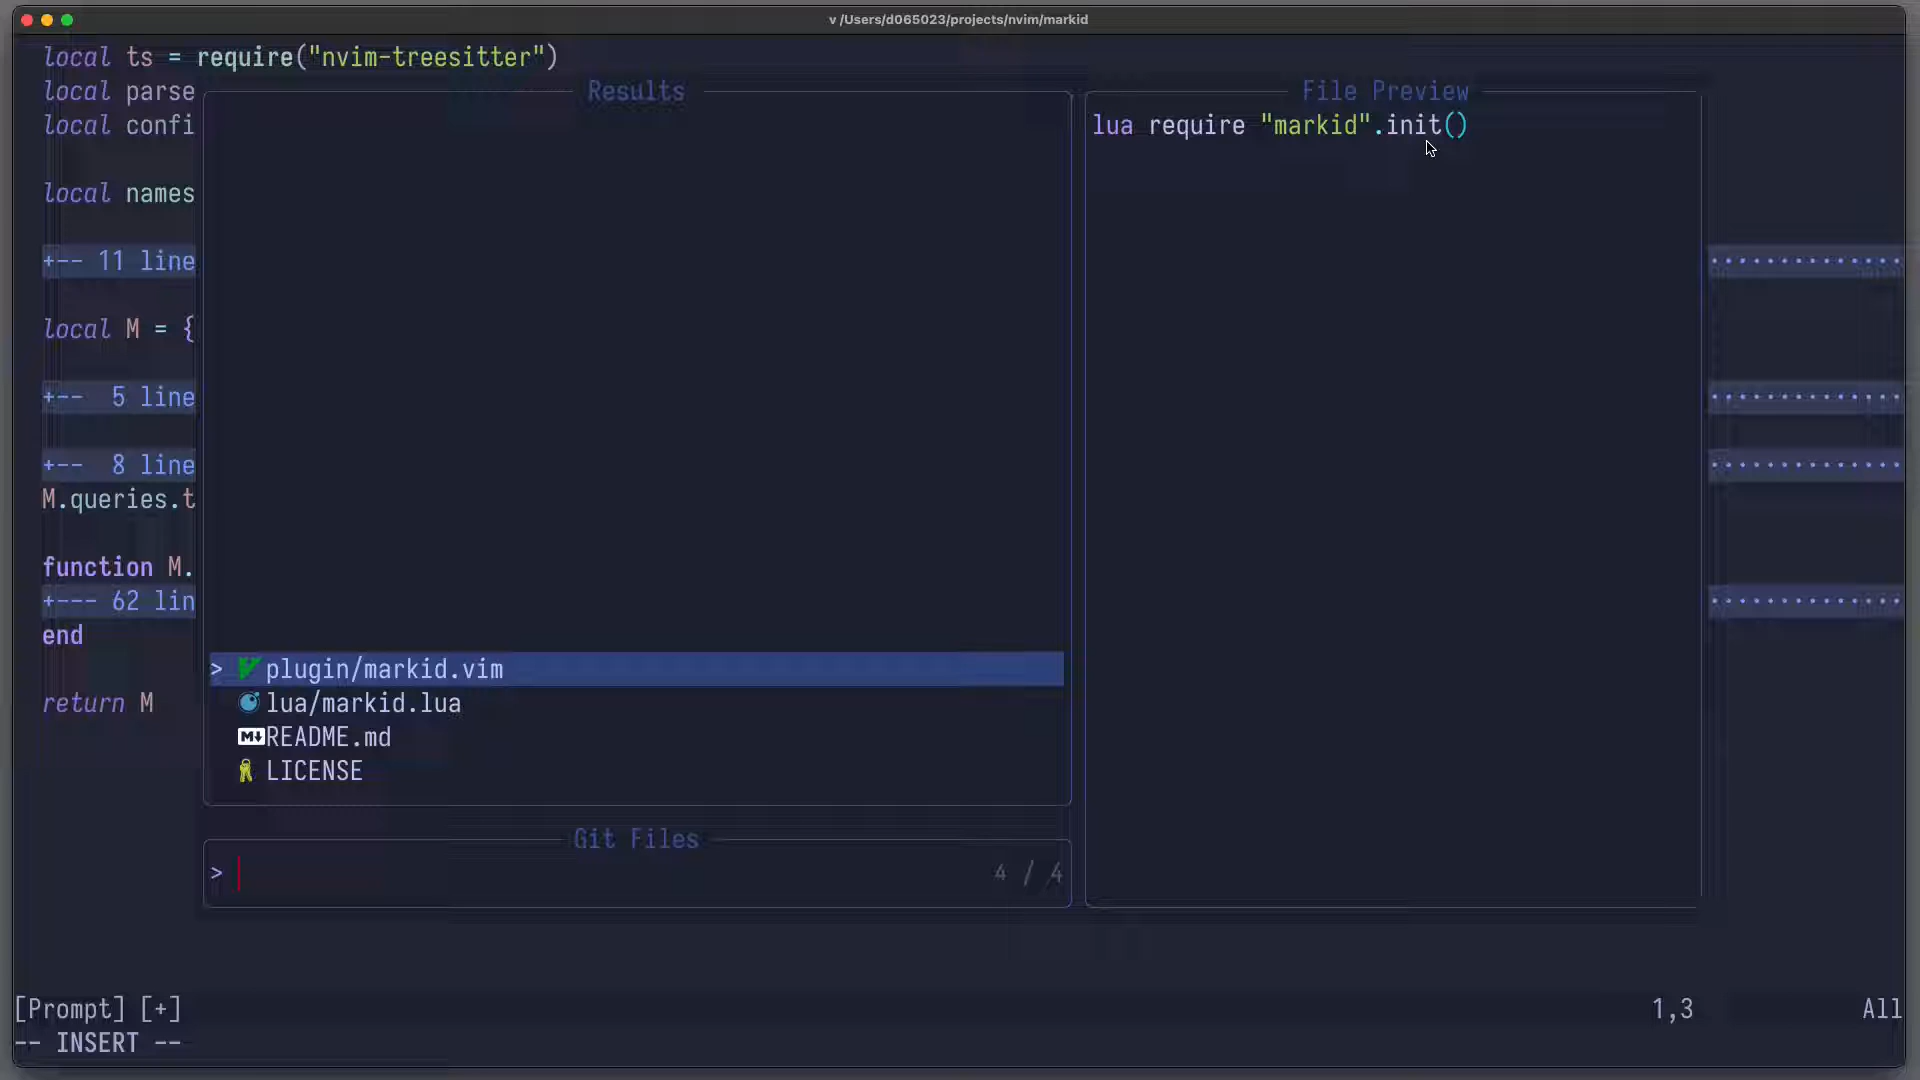 v /Users/d065023/projects/nvim/markid
local ts = require("nvim-treesitter")
local parse
local confi
local names
+-- 11 line
local M = {
+--  5 line
+--  8 line
M.queries.t
function M.
+--- 62 lin
end
return M
Results
> plugin/markid.vim
lua/markid.lua
M README.md
LICENSE
Git Files
> 4 / 4
File Preview
lua require "markid".init()
[Prompt] [+] 1,3 All
-- INSERT --